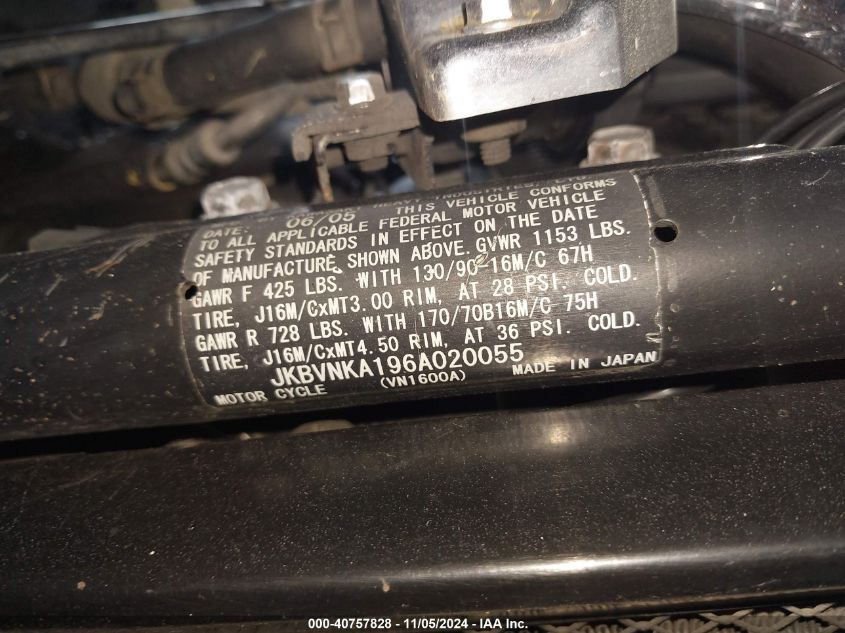 HEAVY INDUSTRIES, LTD.
DATE: 06/05 THIS VEHICLE CONFORMS
TO ALL APPLICABLE FEDERAL MOTOR VEHICLE
SAFETY STANDARDS IN EFFECT ON THE DATE
OF MANUFACTURE SHOWN ABOVE. GVWR 1153 LBS.
GAWR F 425 LBS. WITH 130/90-16M/C 67H
TIRE, J16M/CxMT3.00 RIM, AT 28 PSI. COLD.
GAWR R 728 LBS. WITH 170/70B16M/C 75H
TIRE, J16M/CxMT4.50 RIM, AT 36 PSI. COLD.
JKBVNKA196A020055
MOTOR CYCLE (VN1600A) MADE IN JAPAN
000-40757828 - 11/05/2024 - IAA Inc.